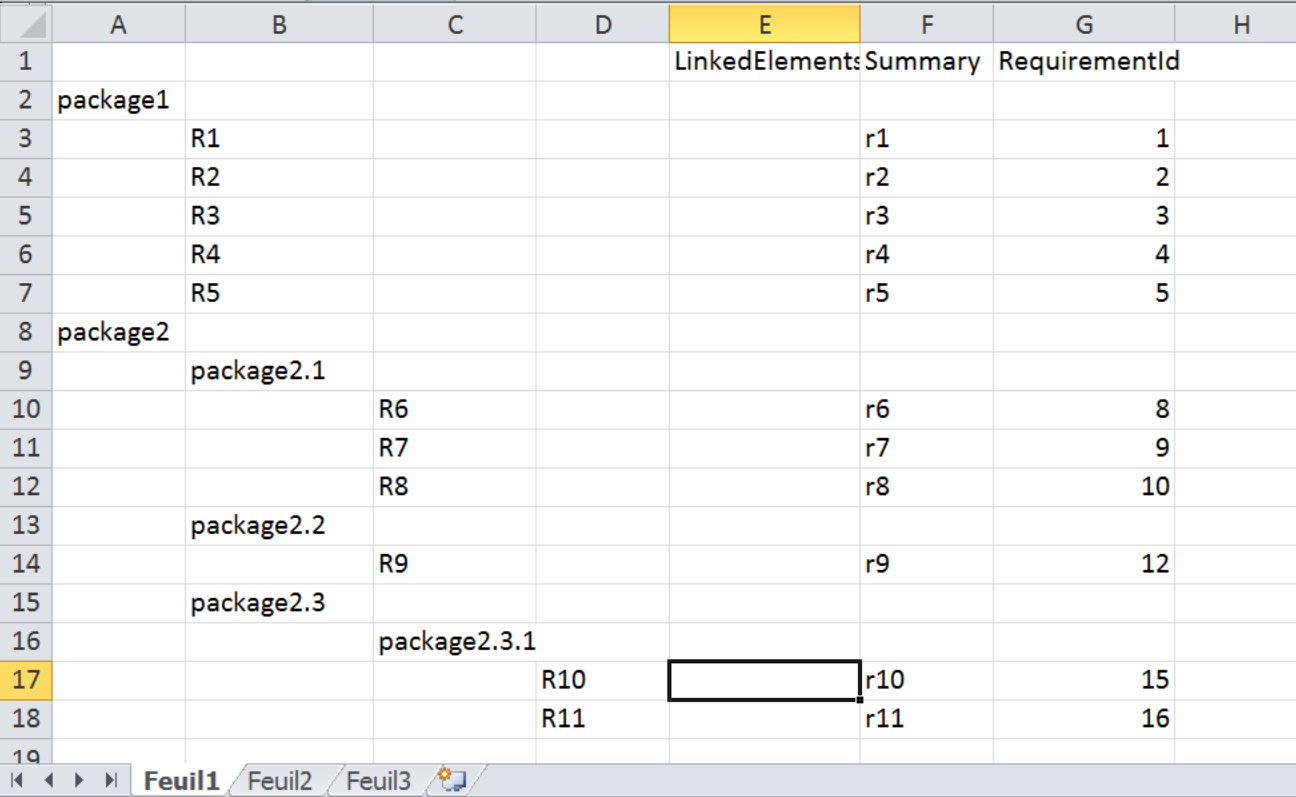 A B C D E F G H
1 LinkedElements Summary RequirementId
2 package1
3 R1 r1 1
4 R2 r2 2
5 R3 r3 3
6 R4 r4 4
7 R5 r5 5
8 package2
9 package2.1
10 R6 r6 8
11 R7 r7 9
12 R8 r8 10
13 package2.2
14 R9 r9 12
15 package2.3
16 package2.3.1
17 R10 r10 15
18 R11 r11 16
19
Feuil1 Feuil2 Feuil3